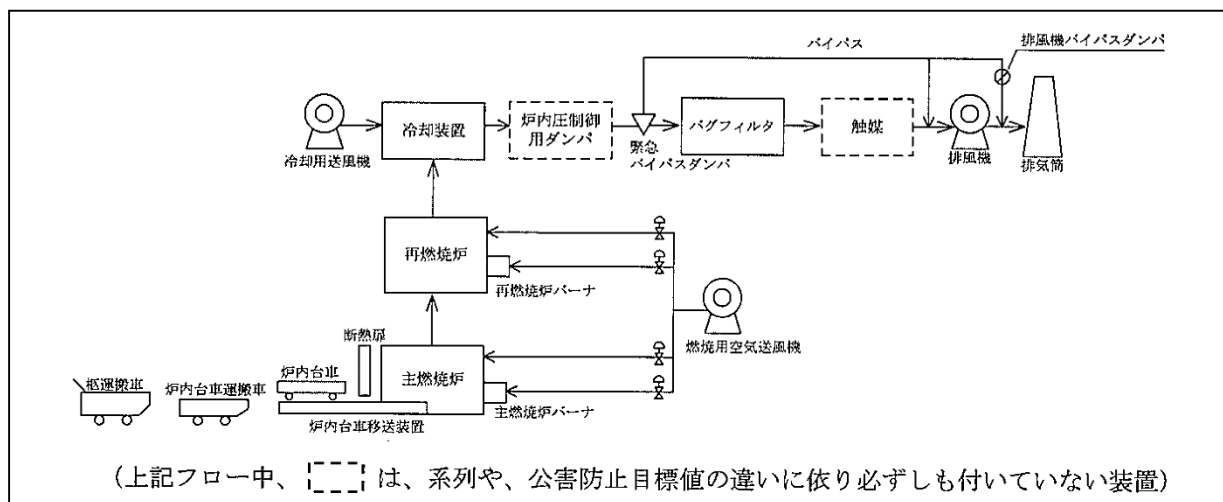 バイパス
排風機バイパスダンパ
冷却用送風機
冷却装置
炉内圧制御
用ダンパ
緊急
バイパスダンパ
バグフィルタ
触媒
排風機
排気筒
再燃焼炉
再燃焼炉バーナ
燃焼用空気送風機
断熱扉
主燃焼炉
主燃焼炉バーナ
柩運搬車
炉内台車運搬車
炉内台車
炉内台車移送装置
(上記フロー中、 は、系列や、公害防止目標値の違いに依り必ずしも付いていない装置)